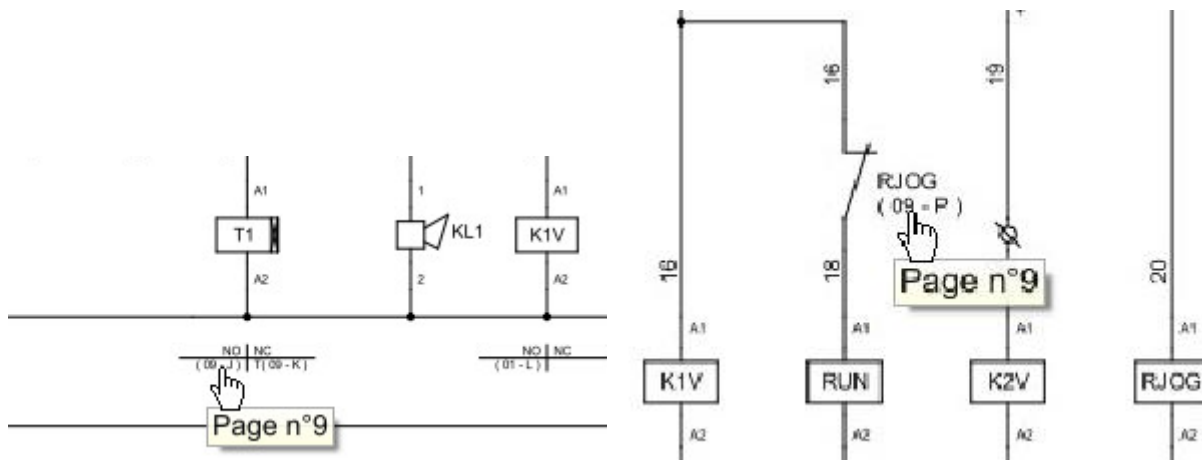 A1
T1
A2
1
KL1
2
A1
K1V
A2
NO NC
(09-J) T(09-K)
NO NC
(01-L)
Page n°9
16
19
RJOG
(09-P)
Page n°9
16
18
20
A1
K1V
A2
A1
RUN
A2
A1
K2V
A2
A1
RJOG
A2